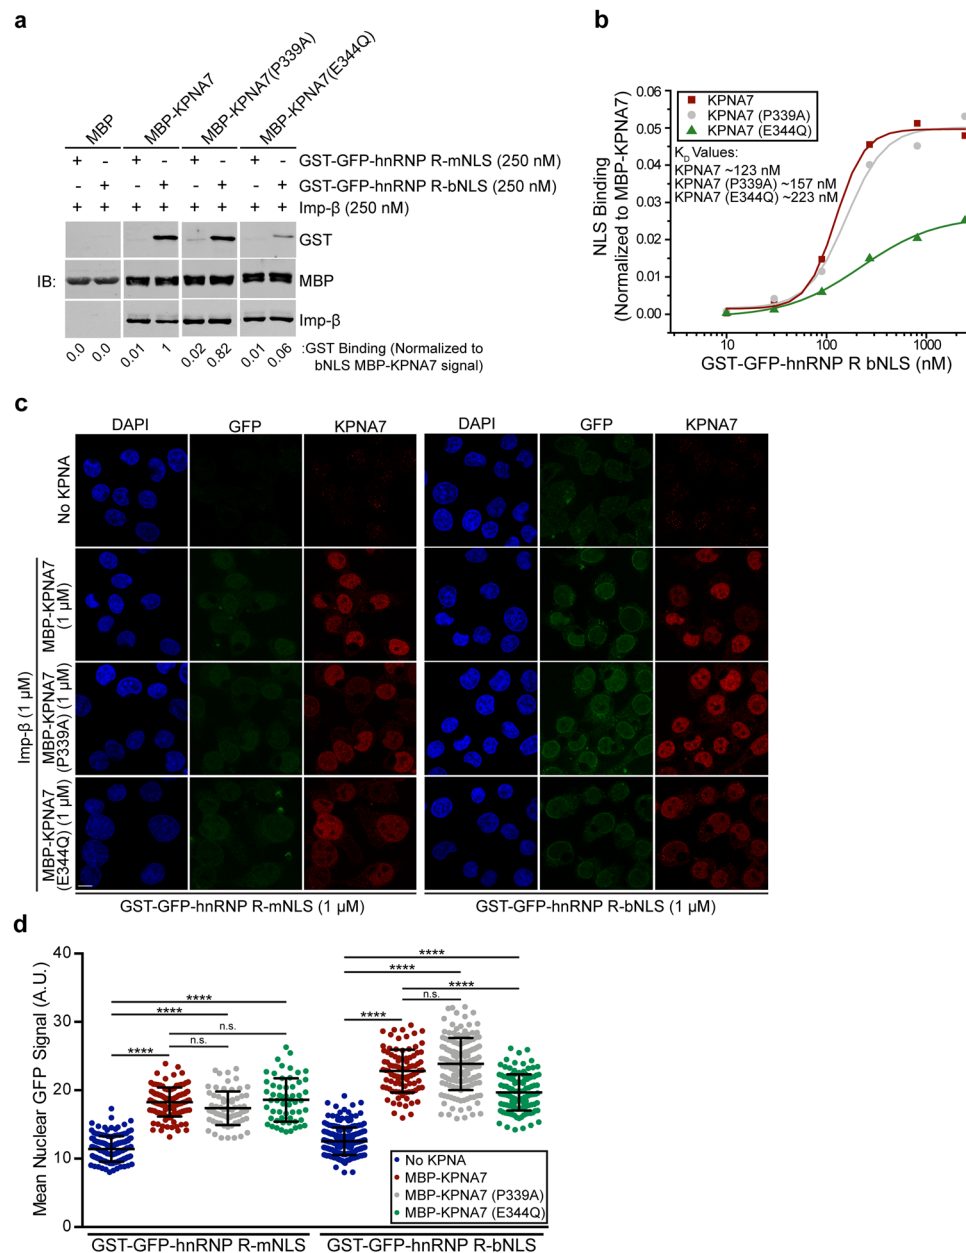 a
MBP
MBP-KPNA7
MBP-KPNA7(P339A)
MBP-KPNA7(E344Q)
+ - + - + - + - GST-GFP-hnRNP R-mNLS (250 nM)
- + - + - + - + GST-GFP-hnRNP R-bNLS (250 nM)
+ + + + + + + + Imp-β (250 nM)
GST
IB: MBP
Imp-β
0.0 0.0 0.01 1 0.02 0.82 0.01 0.06 :GST Binding (Normalized to
bNLS MBP-KPNA7 signal)
b
NLS Binding
(Normalized to MBP-KPNA7)
0.06
0.05
0.04
0.03
0.02
0.01
0.00
KPNA7
KPNA7 (P339A)
KPNA7 (E344Q)
KD Values:
KPNA7 ~123 nM
KPNA7 (P339A) ~157 nM
KPNA7 (E344Q) ~223 nM
10 100 1000
GST-GFP-hnRNP R bNLS (nM)
c
DAPI GFP KPNA7 DAPI GFP KPNA7
No KPNA
Imp-β (1 µM)
MBP-KPNA7
(1 µM)
MBP-KPNA7
(P339A) (1 µM)
MBP-KPNA7
(E344Q) (1 µM)
GST-GFP-hnRNP R-mNLS (1 µM) GST-GFP-hnRNP R-bNLS (1 µM)
d
Mean Nuclear GFP Signal (A.U.)
40
30
20
10
0
****
****
****
n.s.
n.s.
****
****
****
n.s.
****
No KPNA
MBP-KPNA7
MBP-KPNA7 (P339A)
MBP-KPNA7 (E344Q)
GST-GFP-hnRNP R-mNLS GST-GFP-hnRNP R-bNLS